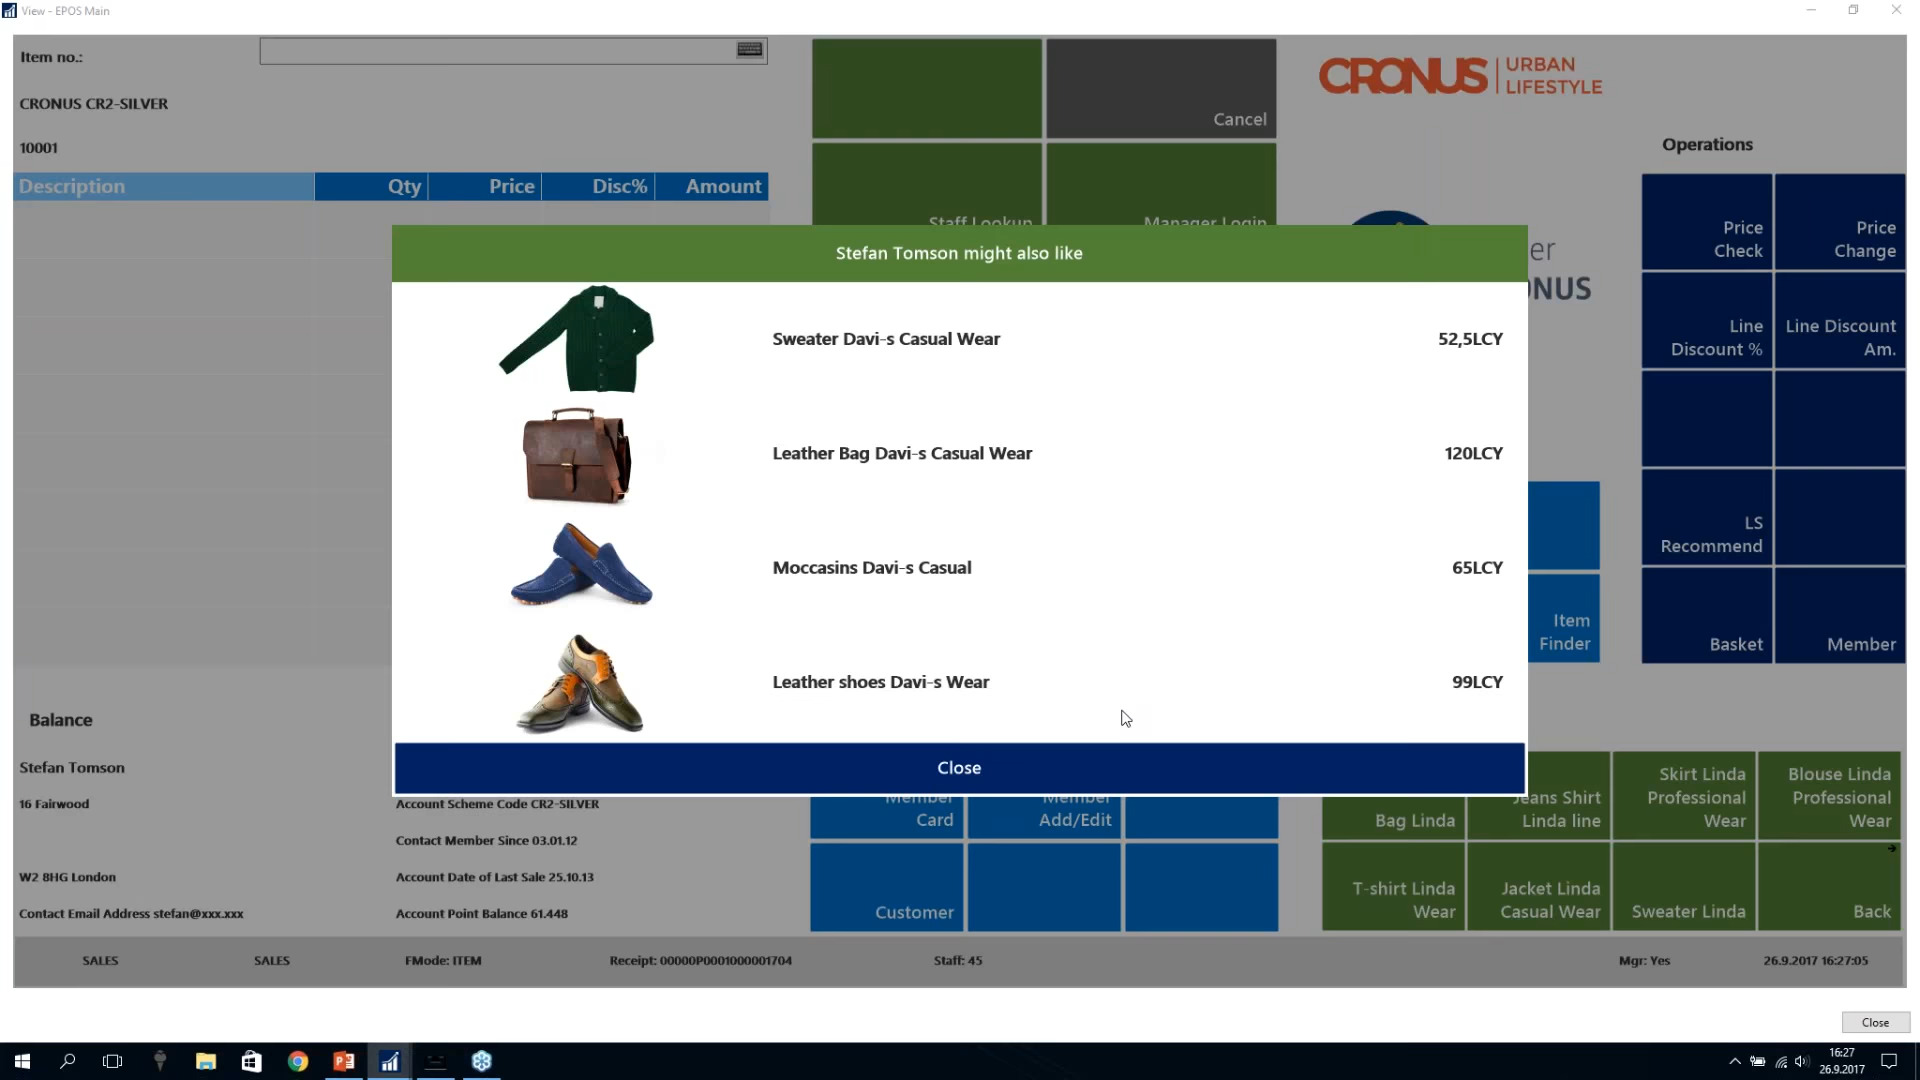 View - EPOS Main
Item no.:
CRONUS CR2-SILVER
10001
Description Qty Price Disc% Amount
Cancel
Staff Lookup
Manager Login
CRONUS URBAN
LIFESTYLE
Operations
Price
Check
Price
Change
Line
Discount %
Line Discount
Am.
LS
Recommend
Basket
Member
er
ONUS
Item
Finder
Stefan Tomson might also like
Sweater Davi-s Casual Wear 52,5LCY
Leather Bag Davi-s Casual Wear 120LCY
Moccasins Davi-s Casual 65LCY
Leather shoes Davi-s Wear 99LCY
Close
Balance
Stefan Tomson
16 Fairwood
W2 8HG London
Contact Email Address stefan@xxx.xxx
Account Scheme Code CR2-SILVER
Contact Member Since 03.01.12
Account Date of Last Sale 25.10.13
Account Point Balance 61.448
Member
Card
Member
Add/Edit
Customer
Bag Linda
Jeans Shirt
Linda line
Skirt Linda
Professional
Wear
Blouse Linda
Professional
Wear
T-shirt Linda
Wear
Jacket Linda
Casual Wear
Sweater Linda
Back
SALES SALES FMode: ITEM Receipt: 00000P0001000001704 Staff: 45 Mgr: Yes 26.9.2017 16:27:05
Close
16:27
26.9.2017